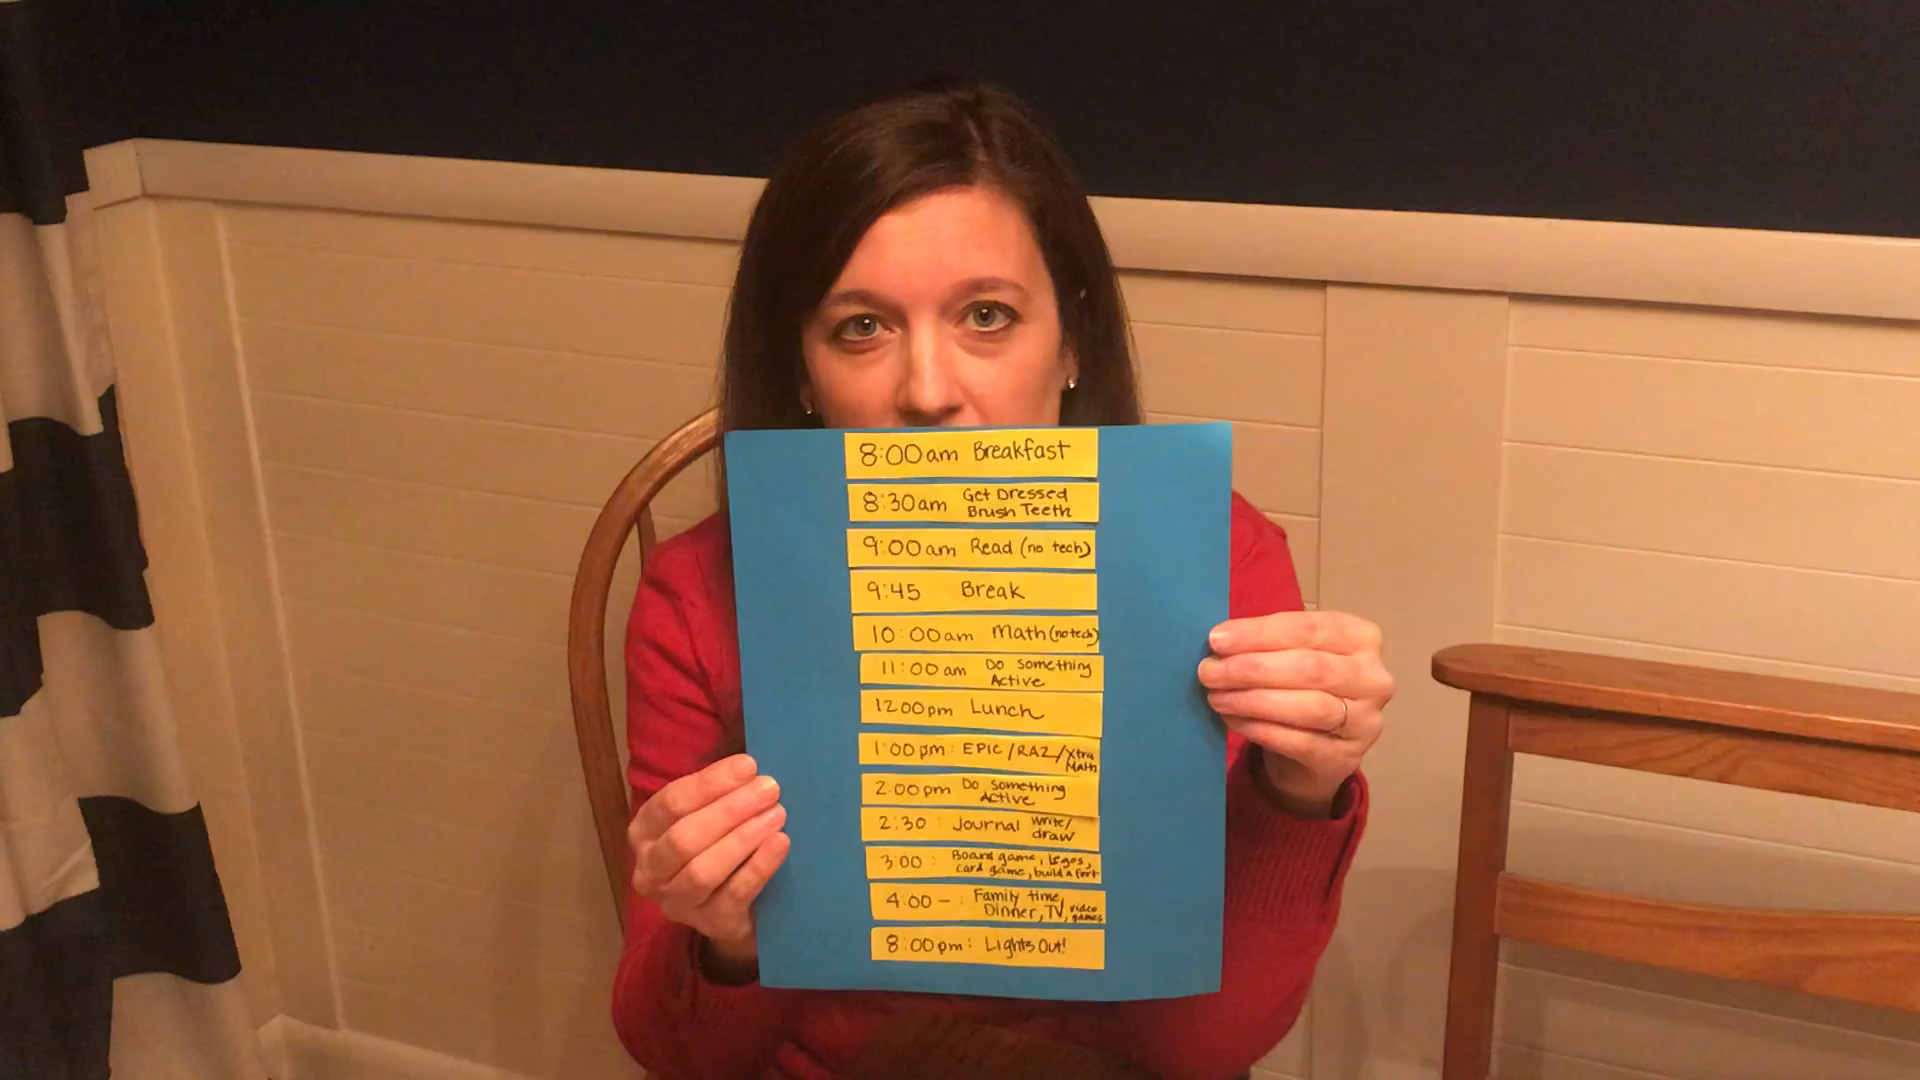 8:00am Breakfast
8:30am Get Dressed
Brush Teeth
9:00am Read (no tech)
9:45 Break
10:00am Math (no tech)
11:00am Do Something
Active
12:00pm Lunch
1:00pm: EPIC/RAZ/Xtra
Math
2:00pm Do Something
Active
2:30: Journal write/
draw
3:00: Board game, Legos,
card game, build a fort
4:00-: Family time,
Dinner, TV, video
games
8:00pm: Lights Out!